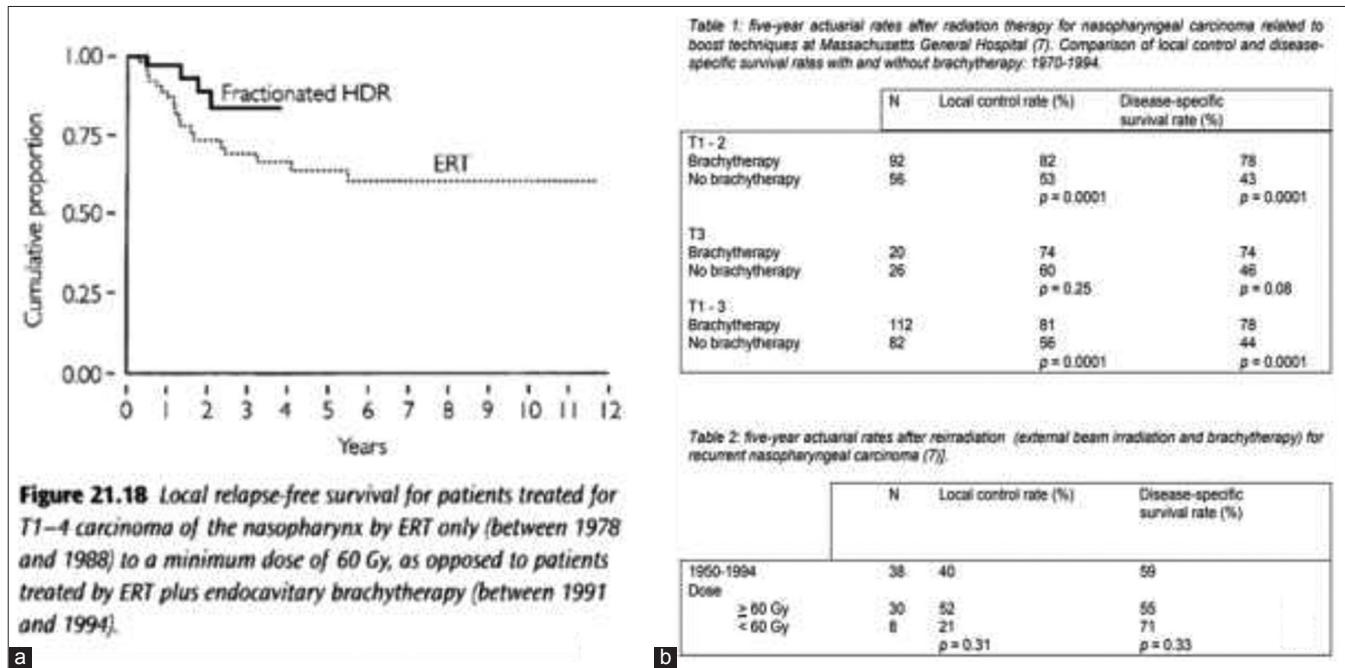 1.00
0.75
0.50
0.25
0.00
Cumulative proportion
Fractionated HDR
ERT
0 1 2 3 4 5 6 7 8 9 10 11 12
Years
Figure 21.18 Local relapse-free survival for patients treated for
T1–4 carcinoma of the nasopharynx by ERT only (between 1978
and 1988) to a minimum dose of 60 Gy, as opposed to patients
treated by ERT plus endocavitary brachytherapy (between 1991
and 1994).
a
Table 1: five-year actuarial rates after radiation therapy for nasopharyngeal carcinoma related to
boost techniques at Massachusetts General Hospital (7). Comparison of local control and disease-
specific survival rates with and without brachytherapy: 1970-1994.
N Local control rate (%) Disease-specific
survival rate (%)
T1 - 2
Brachytherapy 92 82 78
No brachytherapy 56 53 43
p = 0.0001 p = 0.0001
T3
Brachytherapy 20 74 74
No brachytherapy 26 60 46
p = 0.25 p = 0.08
T1 - 3
Brachytherapy 112 81 78
No brachytherapy 82 56 44
p = 0.0001 p = 0.0001
Table 2: five-year actuarial rates after reirradiation (external beam irradiation and brachytherapy) for
recurrent nasopharyngeal carcinoma (7)].
N Local control rate (%) Disease-specific
survival rate (%)
1950-1994 38 40 59
Dose
≥ 60 Gy 30 52 55
< 60 Gy 8 21 71
p = 0.31 p = 0.33
b